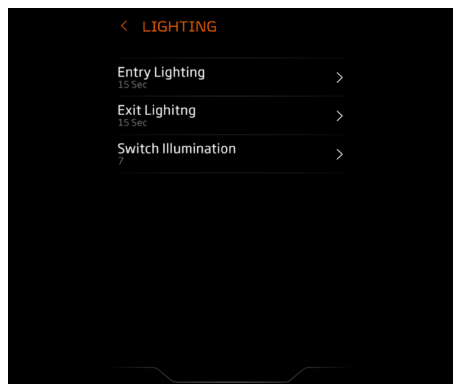 LIGHTING
Entry Lighting
15 Sec
Exit Lighitng
15 Sec
Switch Illumination
7